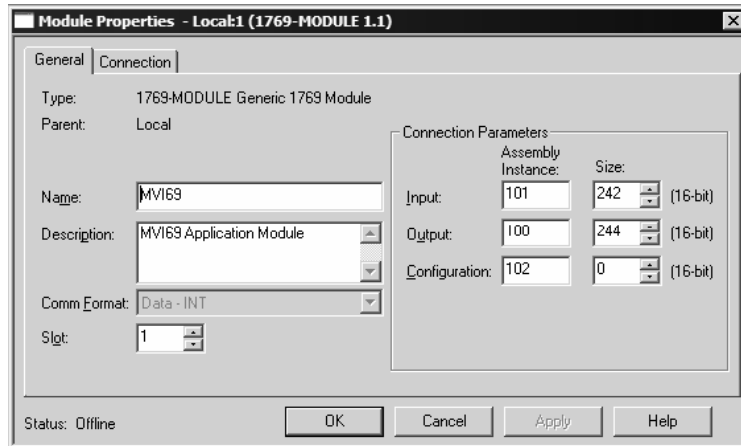 Module Properties - Local:1 (1769-MODULE 1.1)
General
Connection
Type: 1769-MODULE Generic 1769 Module
Parent: Local
Connection Parameters
Assembly Instance:
Size:
Name: MVI69
Input: 101 242 (16-bit)
Description: MVI69 Application Module
Output: 100 244 (16-bit)
Configuration: 102 0 (16-bit)
Comm Format: Data - INT
Slot: 1
Status: Offline
OK
Cancel
Apply
Help